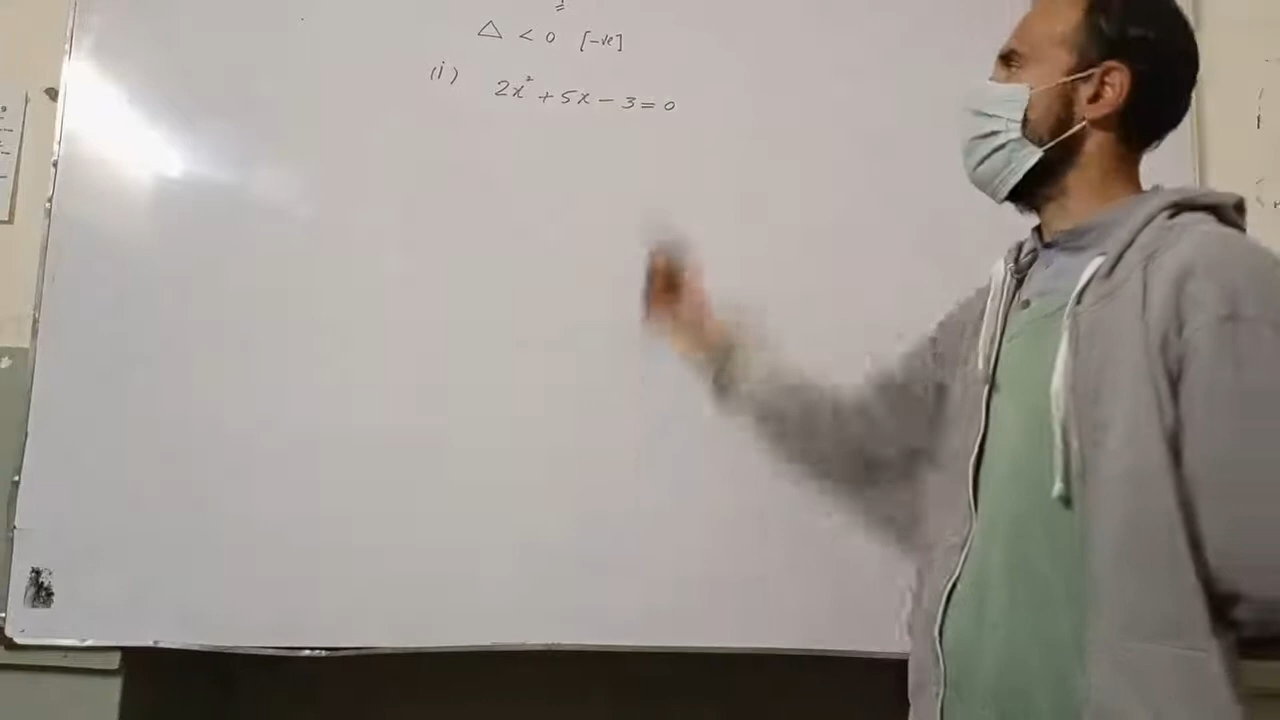 △ < 0 [-ve]
(i) 2x² + 5x - 3 = 0